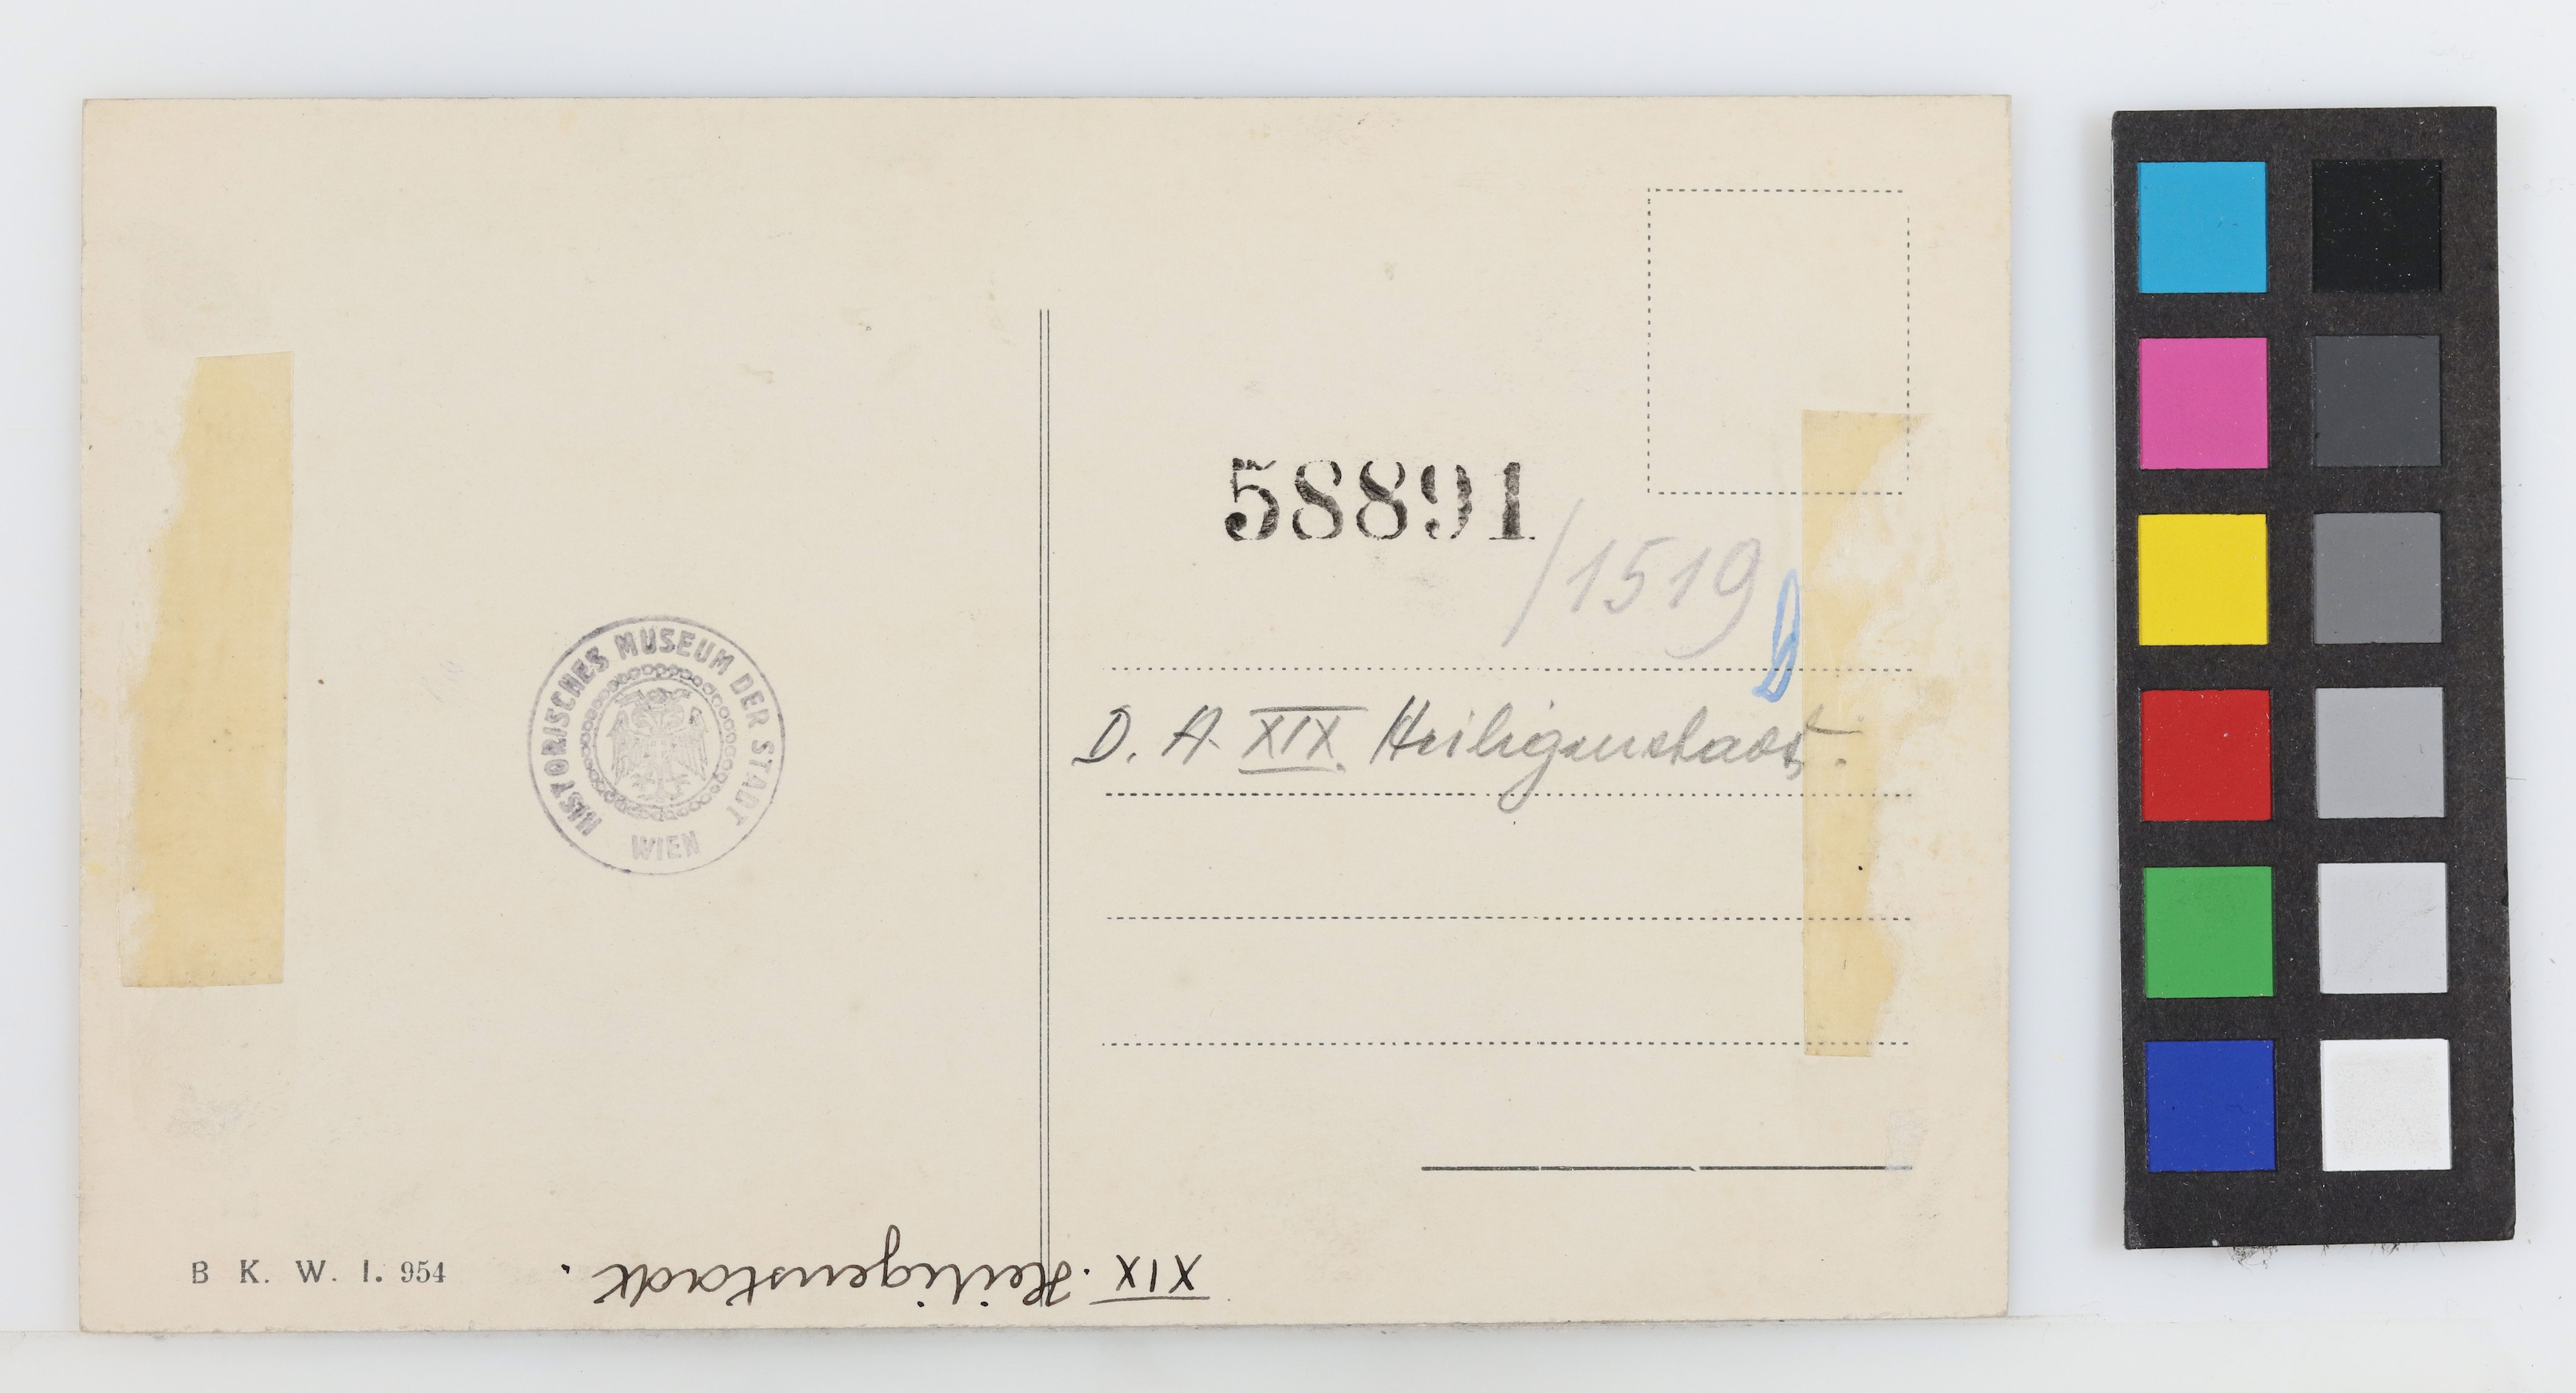 58891
/1519
b
HISTORISCHES MUSEUM DER STADT WIEN
D. A. XIX. Heiligenstadt.
B K. W. I. 954
XIX. Heiligenstadt.